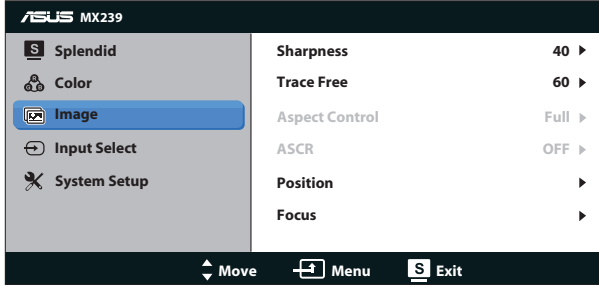 ASUS MX239
S Splendid
Color
Image
Input Select
System Setup
Sharpness 40
Trace Free 60
Aspect Control Full
ASCR OFF
Position
Focus
Move Menu S Exit